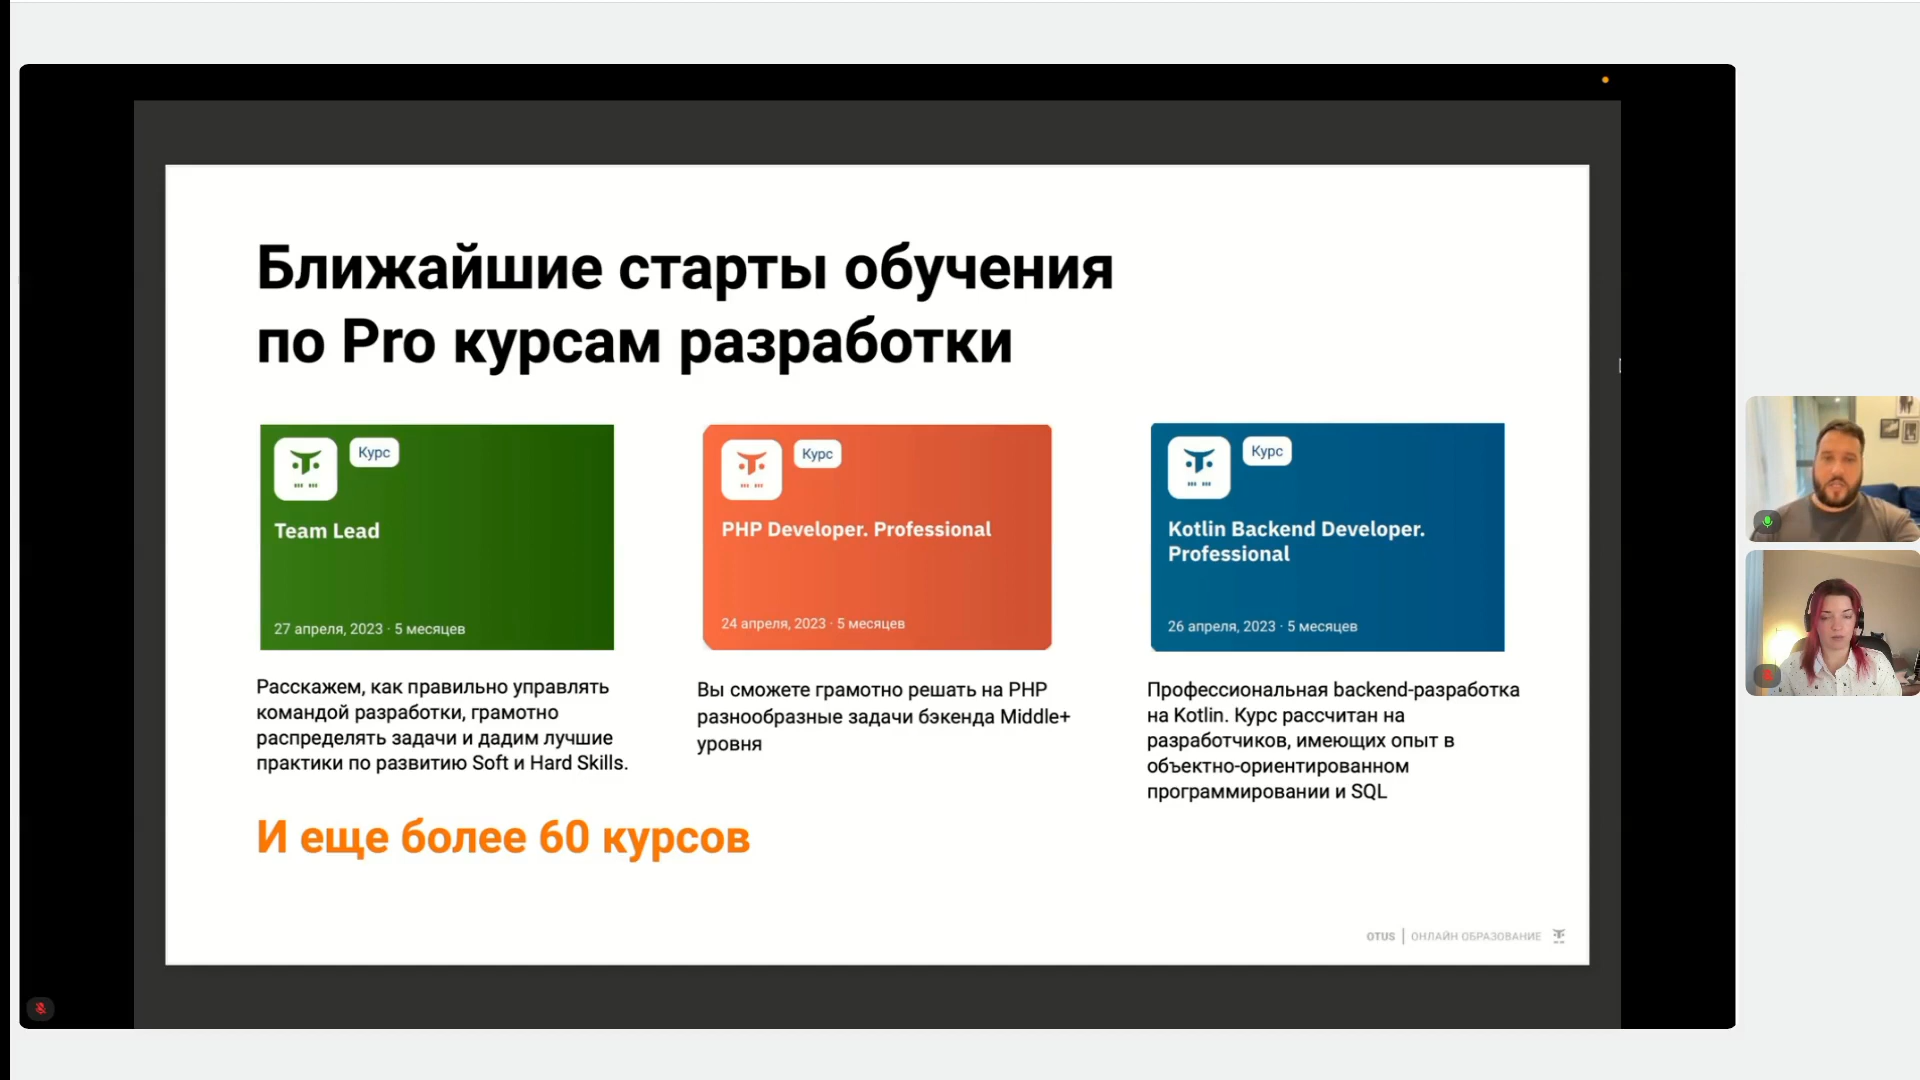 Ближайшие старты обучения
по Pro курсам разработки
Курс
Team Lead
27 апреля, 2023 · 5 месяцев
Расскажем, как правильно управлять
командой разработки, грамотно
распределять задачи и дадим лучшие
практики по развитию Soft и Hard Skills.
Курс
PHP Developer. Professional
24 апреля, 2023 · 5 месяцев
Вы сможете грамотно решать на PHP
разнообразные задачи бэкенда Middle+
уровня
Курс
Kotlin Backend Developer.
Professional
26 апреля, 2023 · 5 месяцев
Профессиональная backend-разработка
на Kotlin. Курс рассчитан на
разработчиков, имеющих опыт в
объектно-ориентированном
программировании и SQL
И еще более 60 курсов
OTUS | ОНЛАЙН ОБРАЗОВАНИЕ